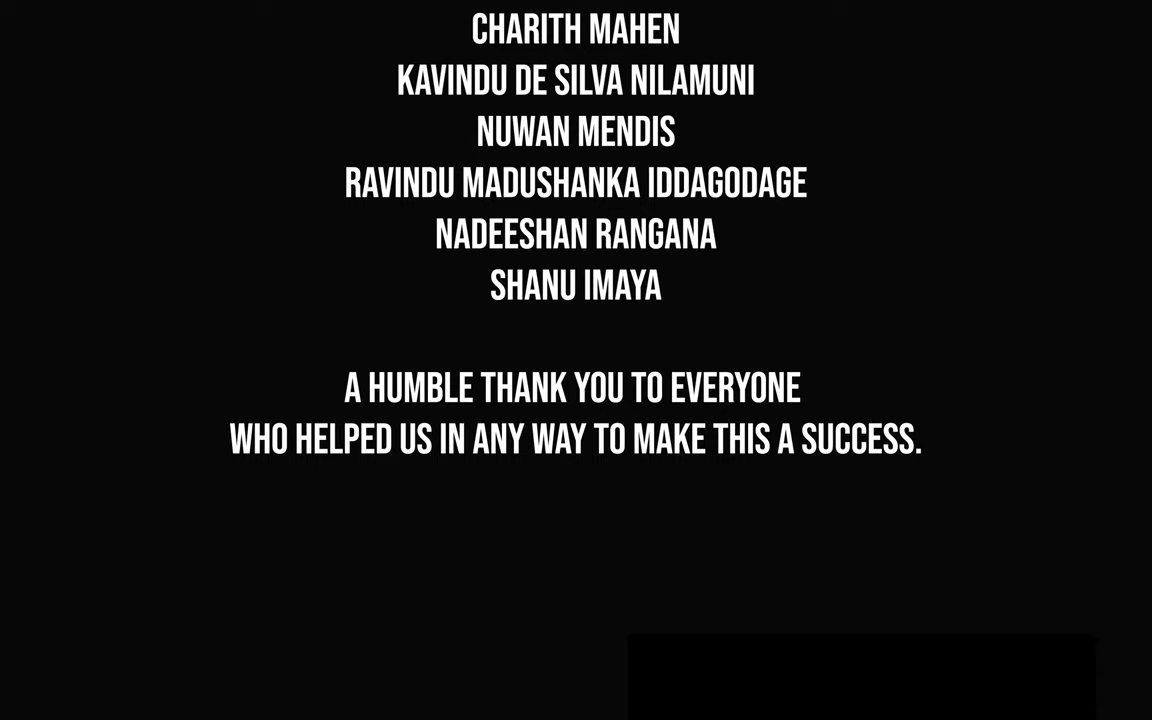 CHARITH MAHEN
KAVINDU DE SILVA NILAMUNI
NUWAN MENDIS
RAVINDU MADUSHANKA IDDAGODAGE
NADEESHAN RANGANA
SHANU IMAYA
A HUMBLE THANK YOU TO EVERYONE
WHO HELPED US IN ANY WAY TO MAKE THIS A SUCCESS.